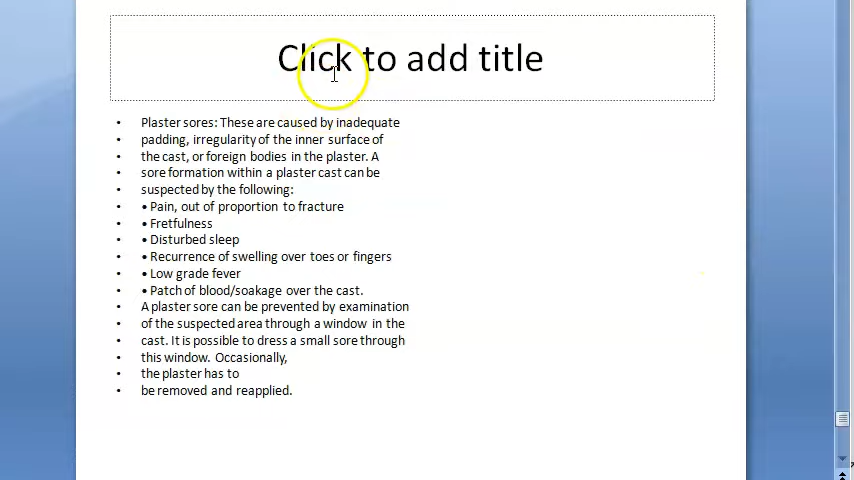 Click to add title
• Plaster sores: These are caused by inadequate
• padding, irregularity of the inner surface of
• the cast, or foreign bodies in the plaster. A
• sore formation within a plaster cast can be
• suspected by the following:
• • Pain, out of proportion to fracture
• • Fretfulness
• • Disturbed sleep
• • Recurrence of swelling over toes or fingers
• • Low grade fever
• • Patch of blood/soakage over the cast.
• A plaster sore can be prevented by examination
• of the suspected area through a window in the
• cast. It is possible to dress a small sore through
• this window. Occasionally,
• the plaster has to
• be removed and reapplied.